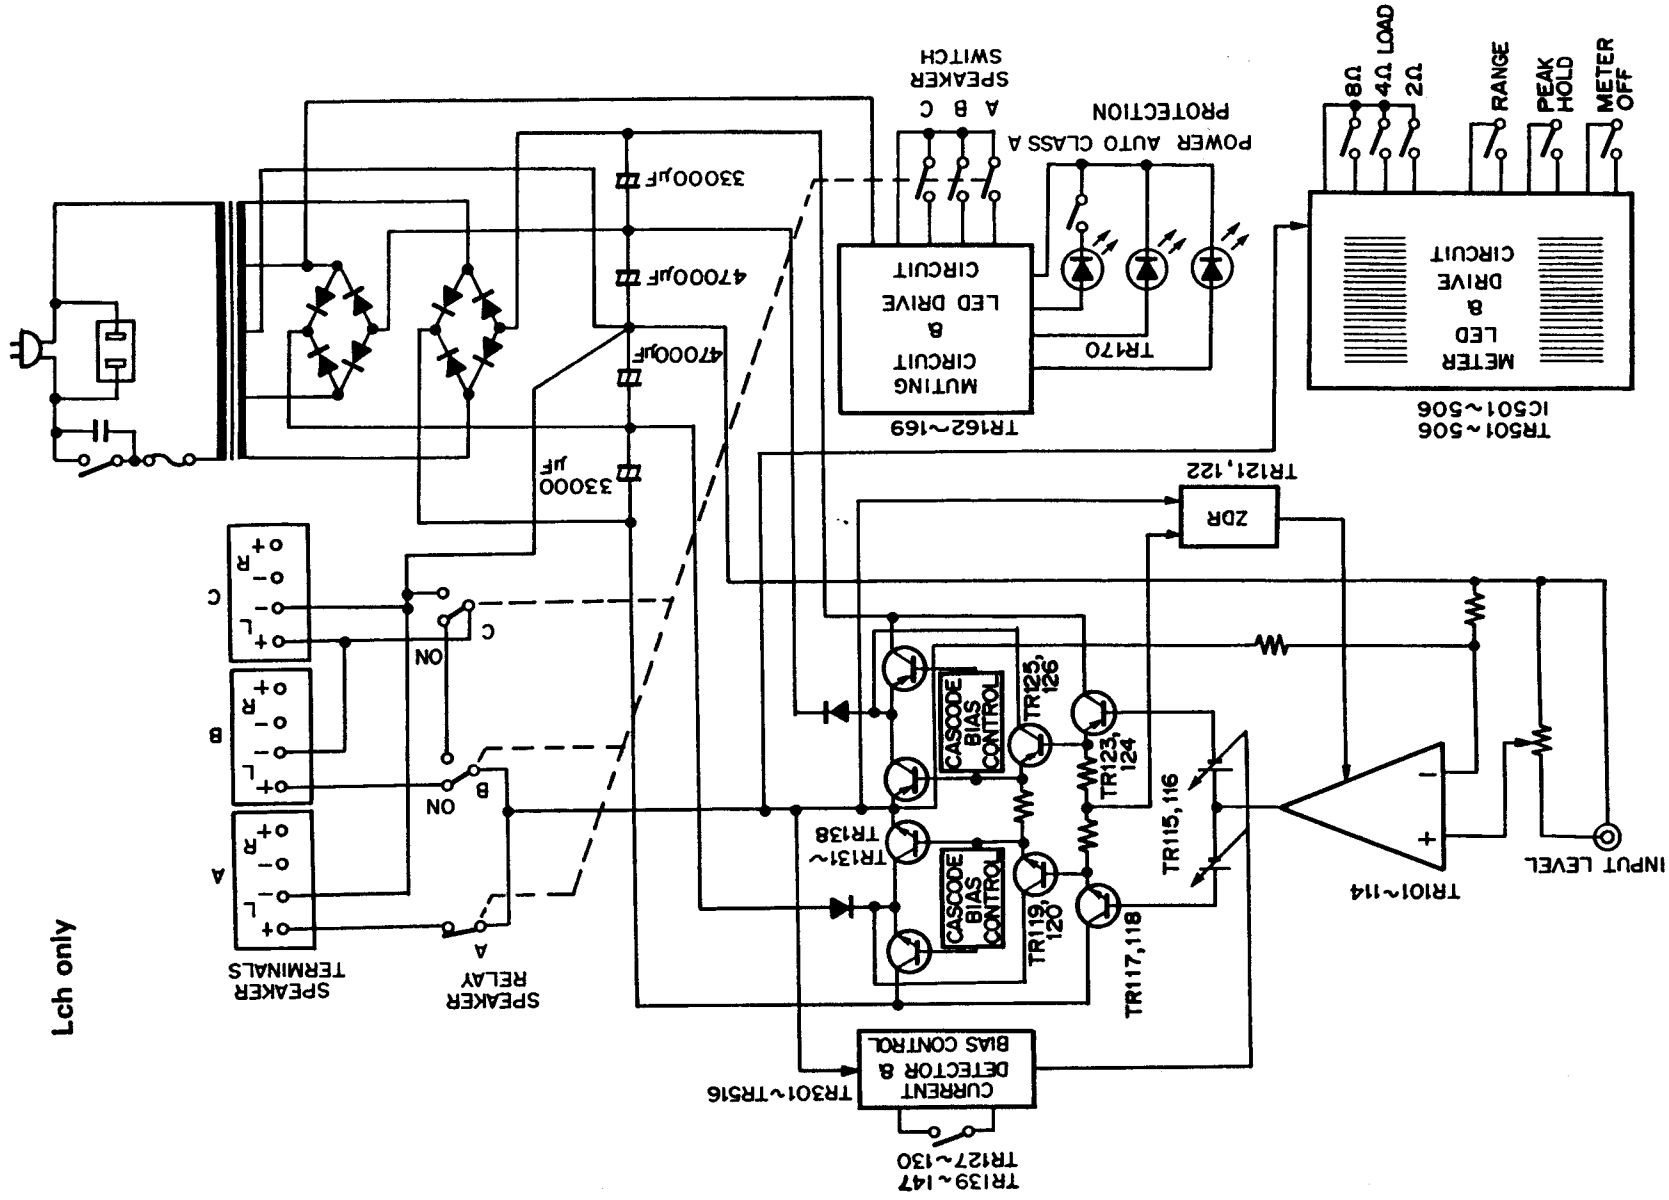 Lch only
SPEAKER
TERMINALS
A
B
C
+
-
L
-
+
R
+
-
L
-
+
R
+
-
L
-
+
R
SPEAKER
RELAY
A
B
C
ON
ON
33000
µF
47000µF
47000µF
33000µF
SPEAKER
SWITCH
A
B
C
POWER AUTO CLASS A
PROTECTION
MUTING
CIRCUIT
&
LED DRIVE
CIRCUIT
TR162~169
TR170
8Ω
4Ω LOAD
2Ω
RANGE
PEAK
HOLD
METER
OFF
METER
LED
&
DRIVE
CIRCUIT
TR501~506
IC501~506
TR121, 122
ZDR
CASCODE
BIAS
CONTROL
CASCODE
BIAS
CONTROL
TR125,
126
TR123,
124
TR131~
TR138
TR119,
120
TR117, 118
TR115, 116
TR101~114
-
+
INPUT LEVEL
CURRENT
DETECTOR &
BIAS CONTROL
TR301~TR516
TR139~147
TR127~130